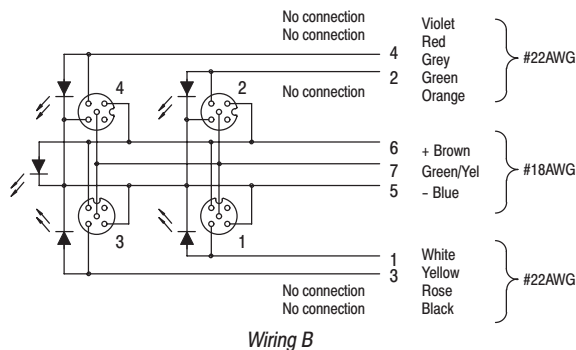 No connection Violet
No connection Red
4 Grey
2 Green
No connection Orange
#22AWG
4 2
6 + Brown
7 Green/Yel
5 – Blue
#18AWG
3 1
1 White
3 Yellow
No connection Rose
No connection Black
#22AWG
Wiring B